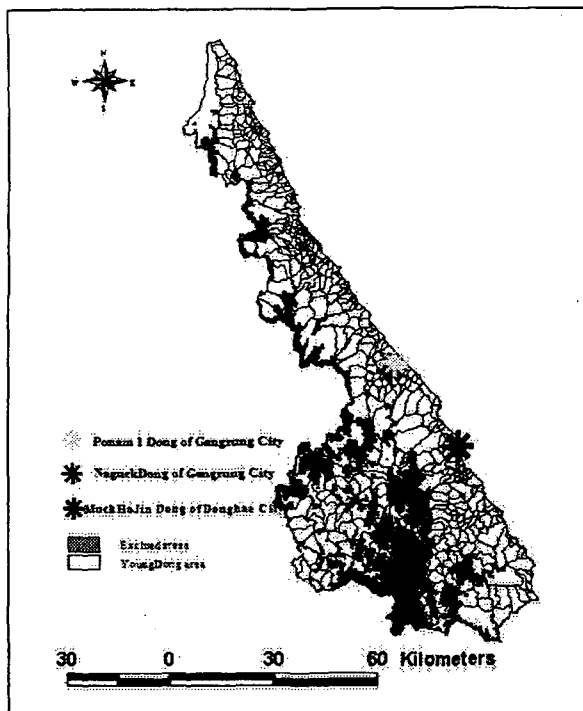 N
W E
S
Ponam 1 Dong of Gangrung City
NoguckDong of Gangrung City
MuckHoJin Dong of Donghae City
Excluded area
YoungDong area
30 0 30 60 Kilometers